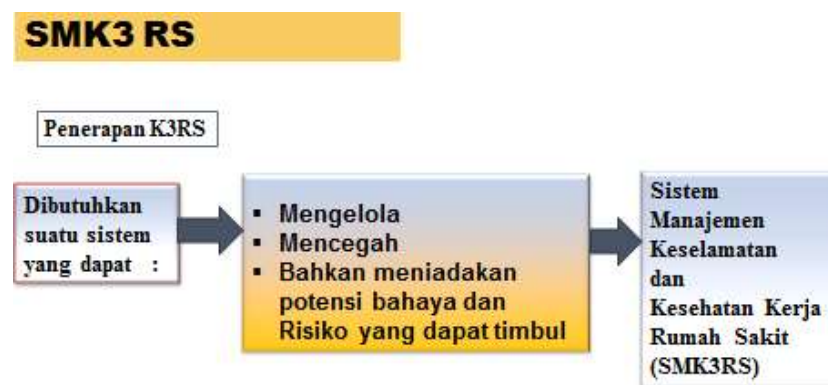 SMK3 RS
Penerapan K3RS
Dibutuhkan
suatu sistem
yang dapat :
▪ Mengelola
▪ Mencegah
▪ Bahkan meniadakan
potensi bahaya dan
Risiko yang dapat timbul
Sistem
Manajemen
Keselamatan
dan
Kesehatan Kerja
Rumah Sakit
(SMK3RS)